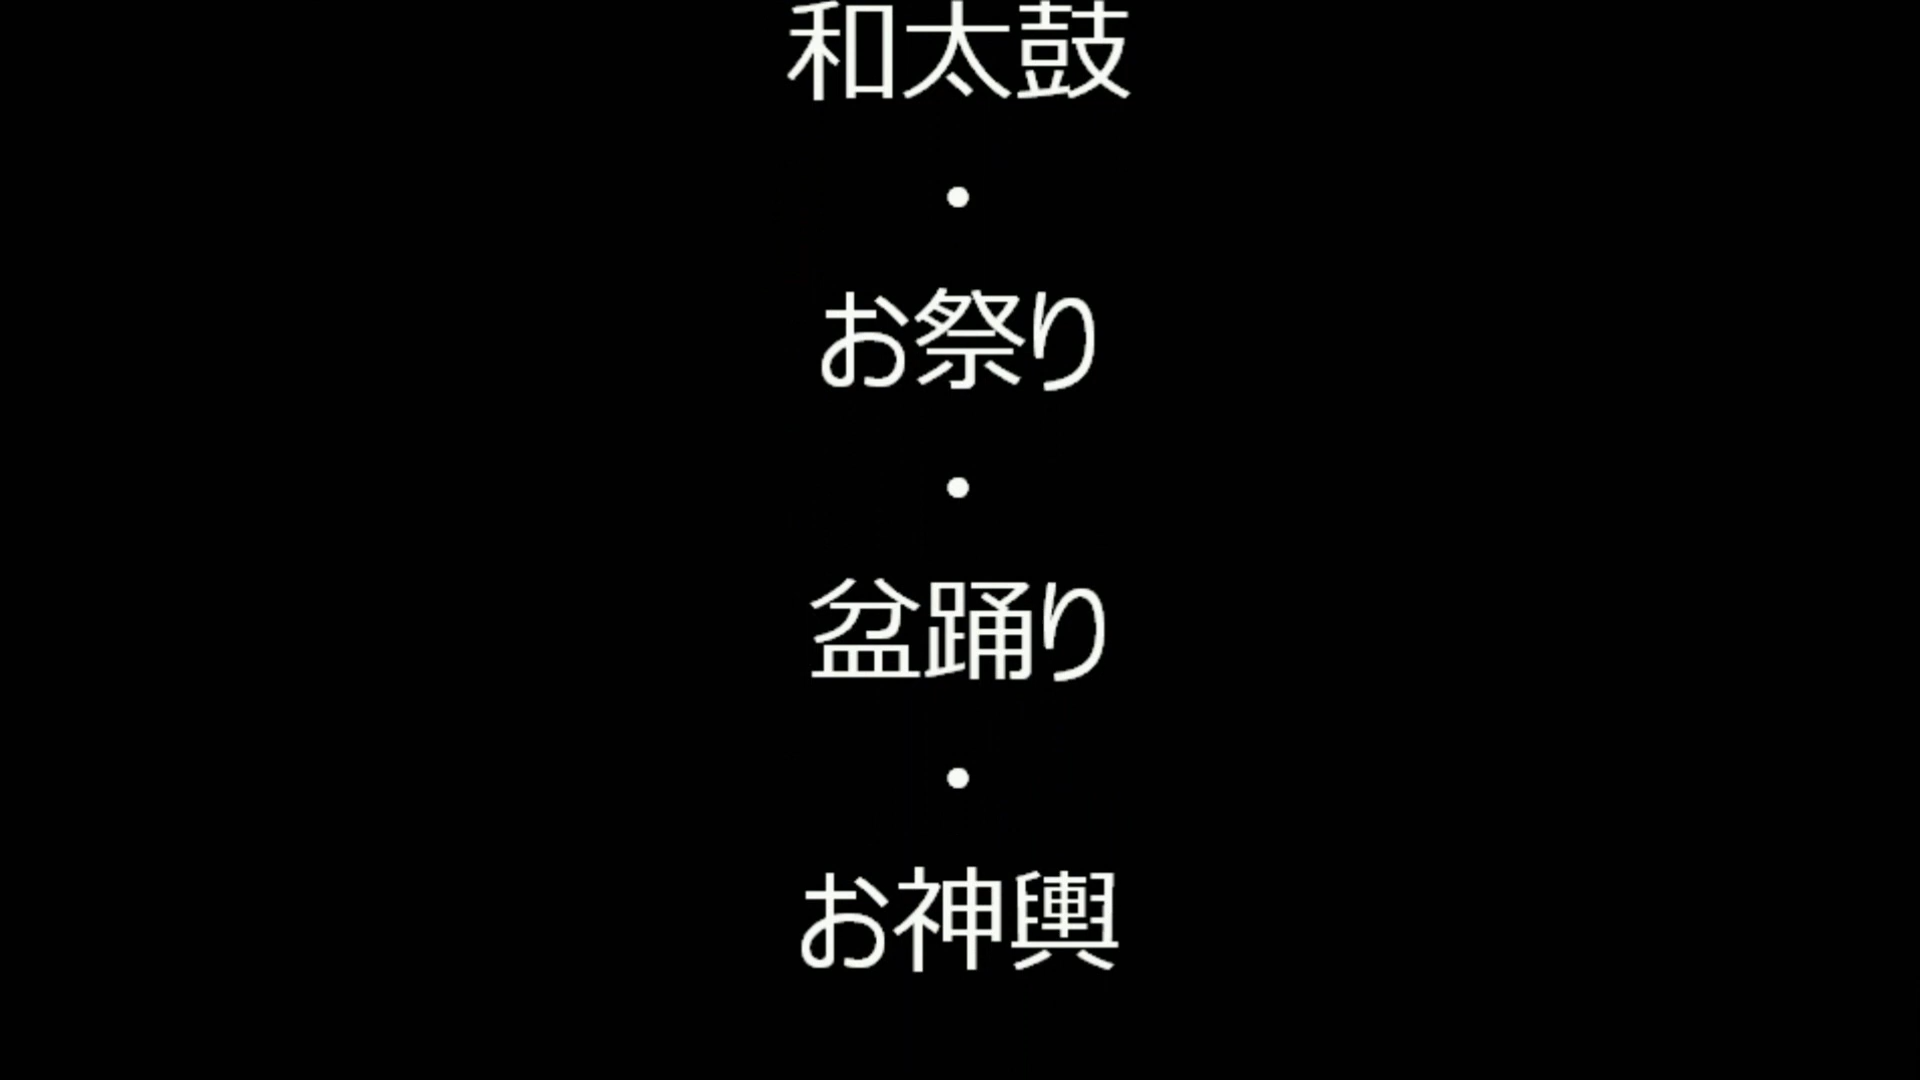 和太鼓
・
お祭り
・
盆踊り
・
お神輿